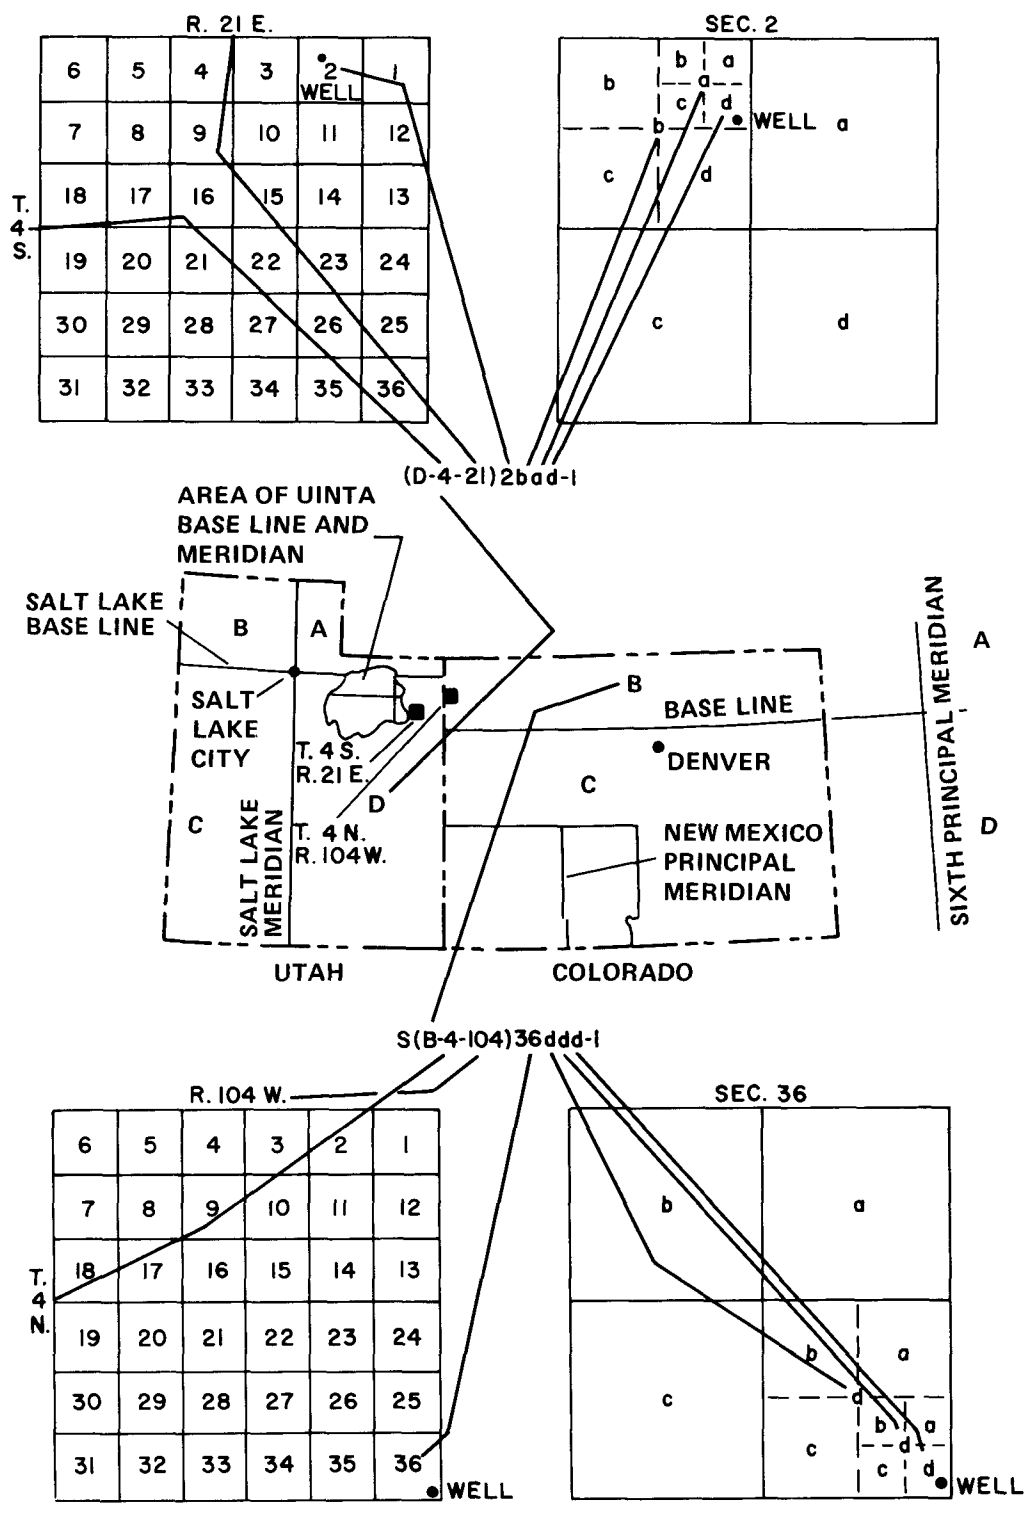 R. 21 E.
6 5 4 3 2 1
WELL
7 8 9 10 11 12
18 17 16 15 14 13
19 20 21 22 23 24
30 29 28 27 26 25
31 32 33 34 35 36
T.
4
S.
SEC. 2
b a
b a
c d
b WELL a
c d
c d
(D-4-21)2bad-1
AREA OF UINTA
BASE LINE AND
MERIDIAN
SALT LAKE
BASE LINE
B A
SALT
LAKE
CITY
T. 4 S.
R. 21 E.
D
T. 4 N.
R. 104 W.
C
SALT LAKE
MERIDIAN
UTAH
B
BASE LINE
DENVER
C
NEW MEXICO
PRINCIPAL
MERIDIAN
COLORADO
SIXTH PRINCIPAL MERIDIAN
A
D
S(B-4-104)36ddd-1
R. 104 W.
6 5 4 3 2 1
7 8 9 10 11 12
18 17 16 15 14 13
19 20 21 22 23 24
30 29 28 27 26 25
31 32 33 34 35 36
WELL
T.
4
N.
SEC. 36
b a
b a
c d
b a
c d
c d
WELL